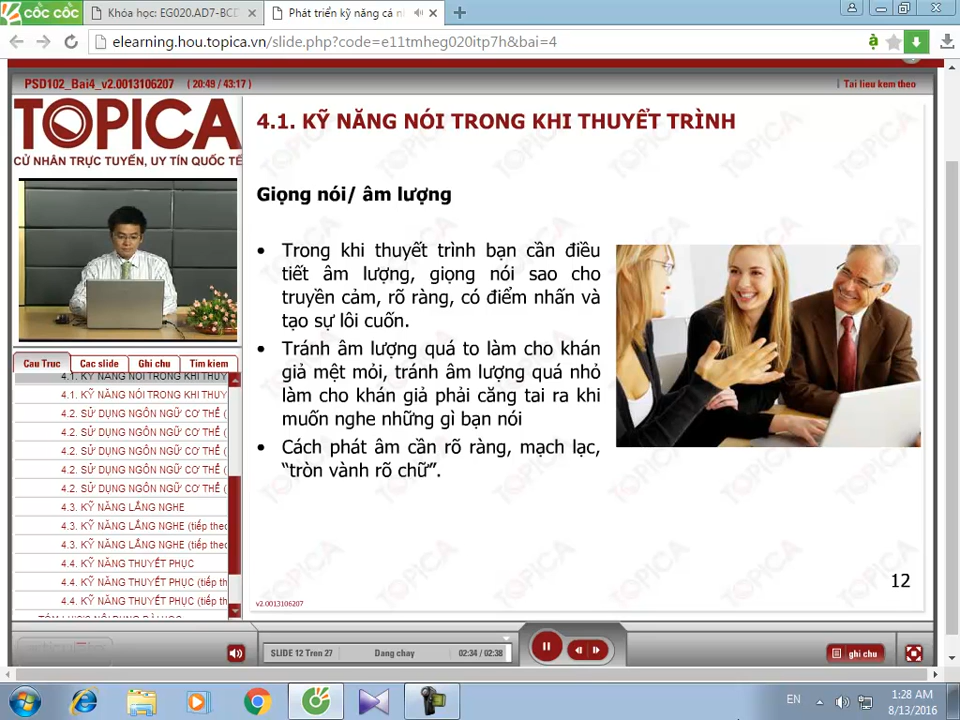 cốc cốc
Khóa học: EG020.AD7-BCD
Phát triển kỹ năng cá n
elearning.hou.topica.vn/slide.php?code=e11tmheg020itp7h&bai=4
PSD102_Bai4_v2.0013106207 ( 20:49 / 43:17 )
Tai lieu kem theo
TOPICA
CỬ NHÂN TRỰC TUYẾN, UY TÍN QUỐC TẾ
4.1. KỸ NĂNG NÓI TRONG KHI THUYẾT TRÌNH
Giọng nói/ âm lượng
• Trong khi thuyết trình bạn cần điều
tiết âm lượng, giọng nói sao cho
truyền cảm, rõ ràng, có điểm nhấn và
tạo sự lôi cuốn.
• Tránh âm lượng quá to làm cho khán
giả mệt mỏi, tránh âm lượng quá nhỏ
làm cho khán giả phải căng tai ra khi
muốn nghe những gì bạn nói
• Cách phát âm cần rõ ràng, mạch lạc,
“tròn vành rõ chữ”.
12
v2.0013106207
Cau Truc
Cac slide
Ghi chu
Tim kiem
4.1. KỸ NĂNG NÓI TRONG KHI THUY
4.1. KỸ NĂNG NÓI TRONG KHI THUY
4.2. SỬ DỤNG NGÔN NGỮ CƠ THỂ (
4.2. SỬ DỤNG NGÔN NGỮ CƠ THỂ (
4.2. SỬ DỤNG NGÔN NGỮ CƠ THỂ (
4.2. SỬ DỤNG NGÔN NGỮ CƠ THỂ (
4.2. SỬ DỤNG NGÔN NGỮ CƠ THỂ (
4.3. KỸ NĂNG LẮNG NGHE
4.3. KỸ NĂNG LẮNG NGHE (tiếp theo
4.3. KỸ NĂNG LẮNG NGHE (tiếp theo
4.4. KỸ NĂNG THUYẾT PHỤC
4.4. KỸ NĂNG THUYẾT PHỤC (tiếp th
4.4. KỸ NĂNG THUYẾT PHỤC (tiếp th
SLIDE 12 Tren 27
Dang chay
02:34 / 02:38
ghi chu
EN
1:28 AM
8/13/2016